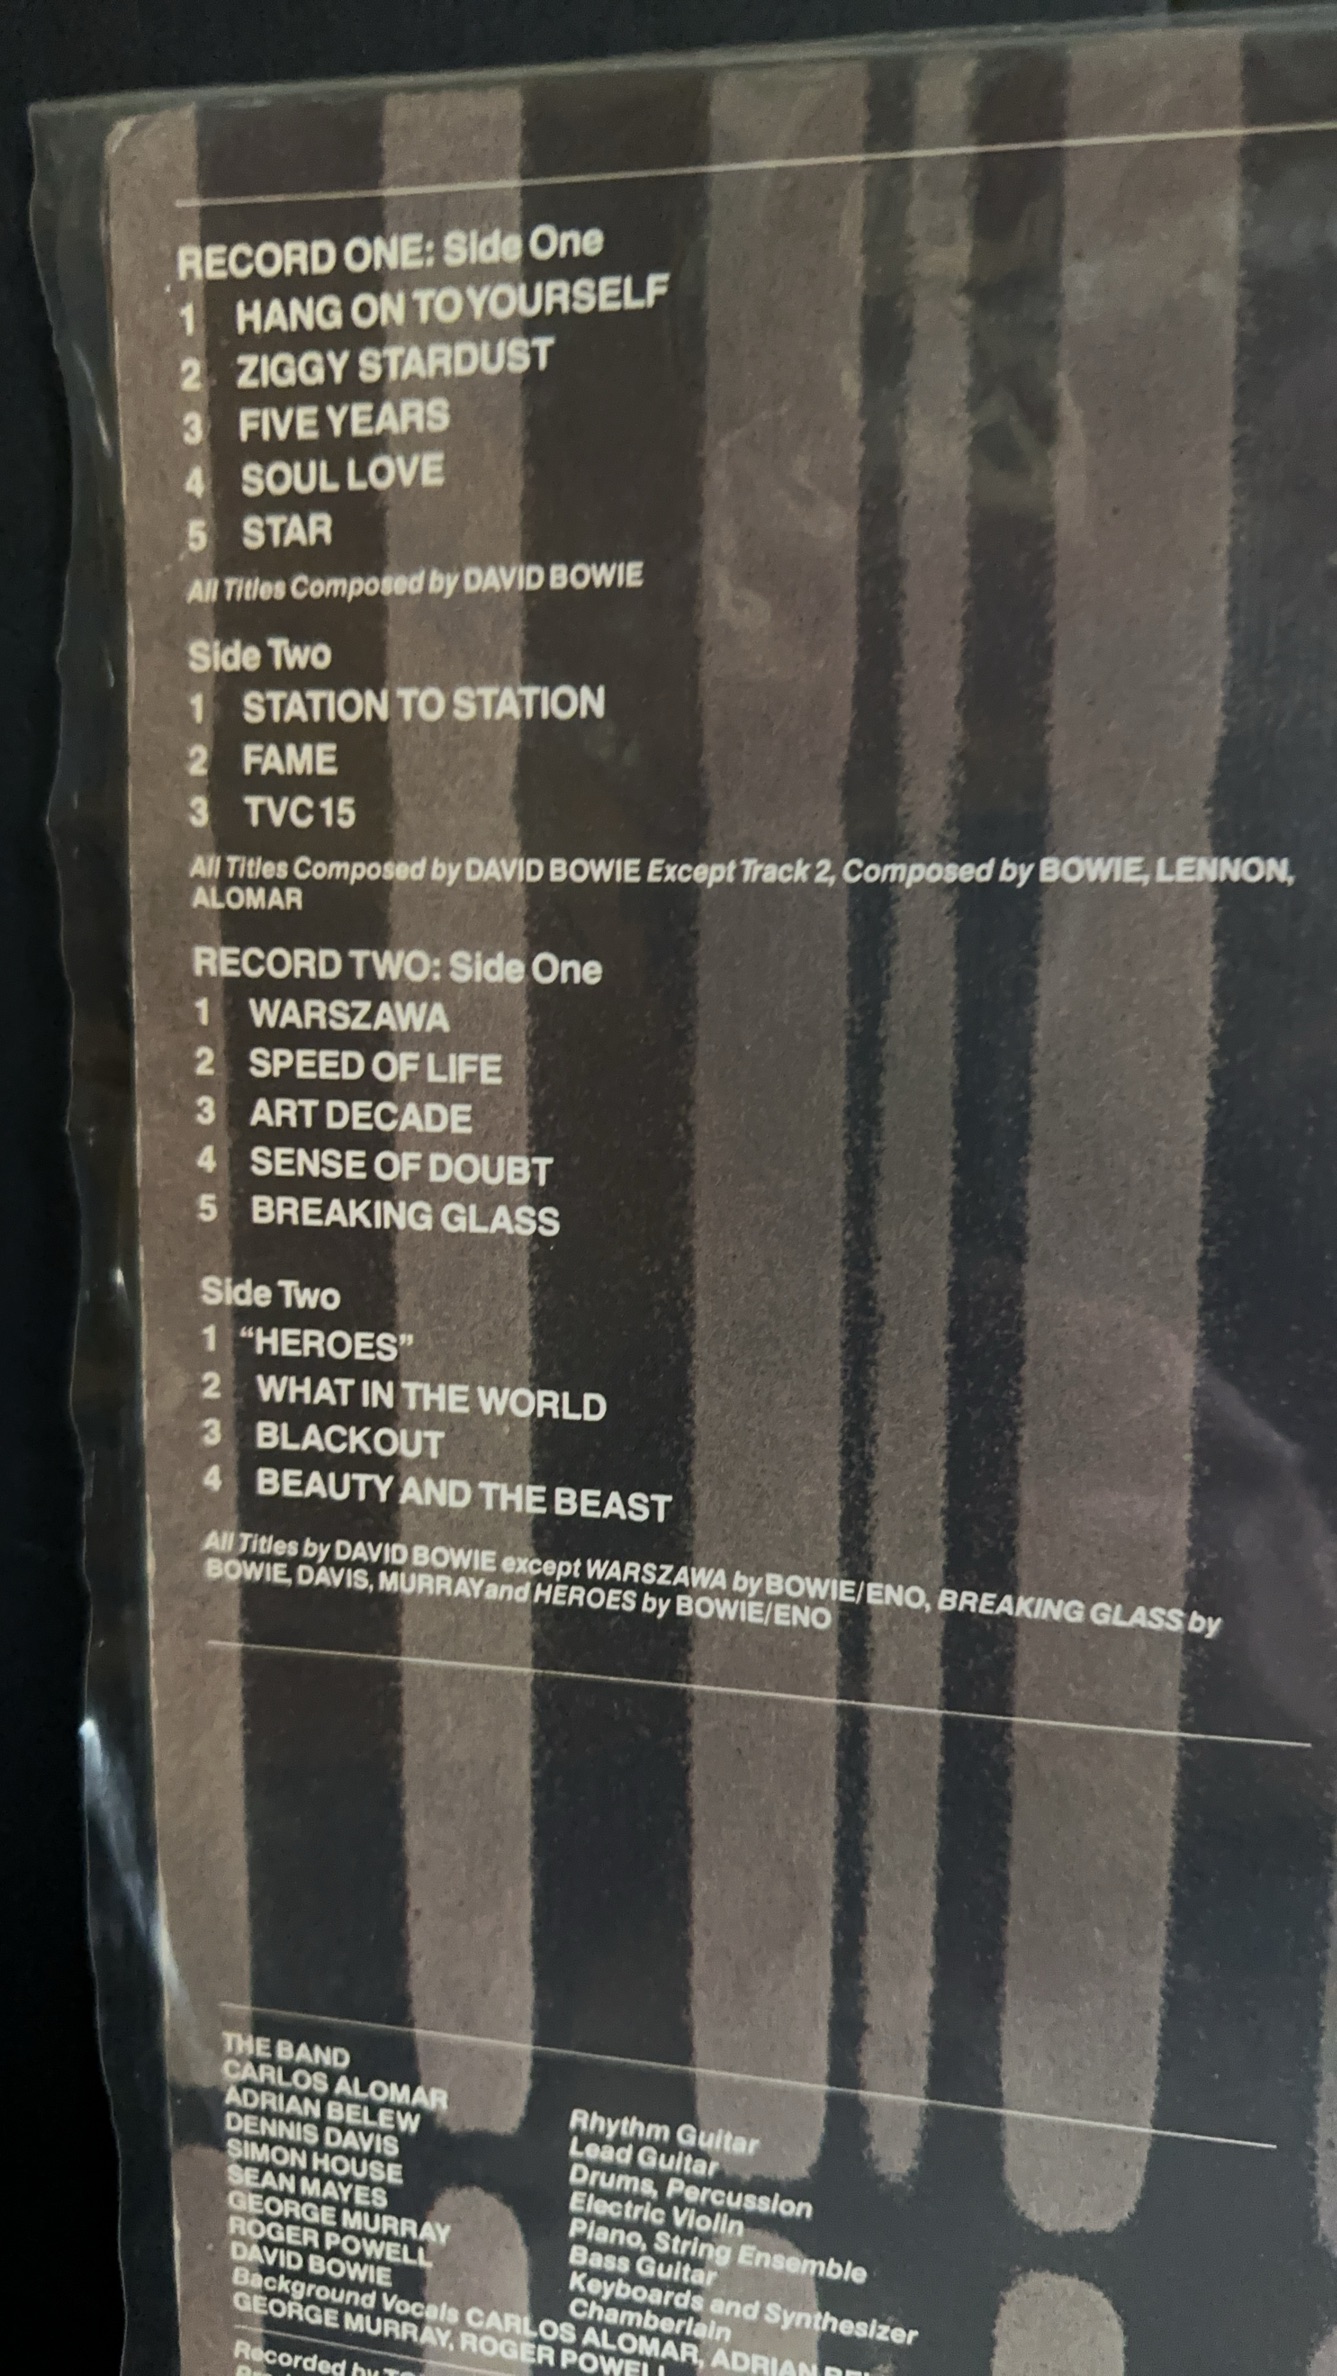 RECORD ONE: Side One
1 HANG ON TO YOURSELF
2 ZIGGY STARDUST
3 FIVE YEARS
4 SOUL LOVE
5 STAR
All Titles Composed by DAVID BOWIE
Side Two
1 STATION TO STATION
2 FAME
3 TVC 15
All Titles Composed by DAVID BOWIE Except Track 2, Composed by BOWIE, LENNON,
ALOMAR
RECORD TWO: Side One
1 WARSZAWA
2 SPEED OF LIFE
3 ART DECADE
4 SENSE OF DOUBT
5 BREAKING GLASS
Side Two
1 “HEROES”
2 WHAT IN THE WORLD
3 BLACKOUT
4 BEAUTY AND THE BEAST
All Titles by DAVID BOWIE except WARSZAWA by BOWIE/ENO, BREAKING GLASS by
BOWIE, DAVIS, MURRAY and HEROES by BOWIE/ENO
THE BAND
CARLOS ALOMAR Rhythm Guitar
ADRIAN BELEW Lead Guitar
DENNIS DAVIS Drums, Percussion
SIMON HOUSE Electric Violin
SEAN MAYES Piano, String Ensemble
GEORGE MURRAY Bass Guitar
ROGER POWELL Keyboards and Synthesizer
DAVID BOWIE Chamberlain
Background Vocals CARLOS ALOMAR, ADRIAN
GEORGE MURRAY, ROGER POWELL
Recorded by